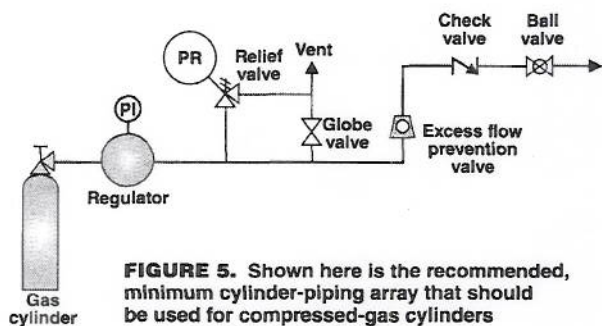 PR
Relief
valve
Vent
Check
valve
Ball
valve
PI
Globe
valve
Excess flow
prevention
valve
Regulator
Gas
cylinder
FIGURE 5. Shown here is the recommended,
minimum cylinder-piping array that should
be used for compressed-gas cylinders